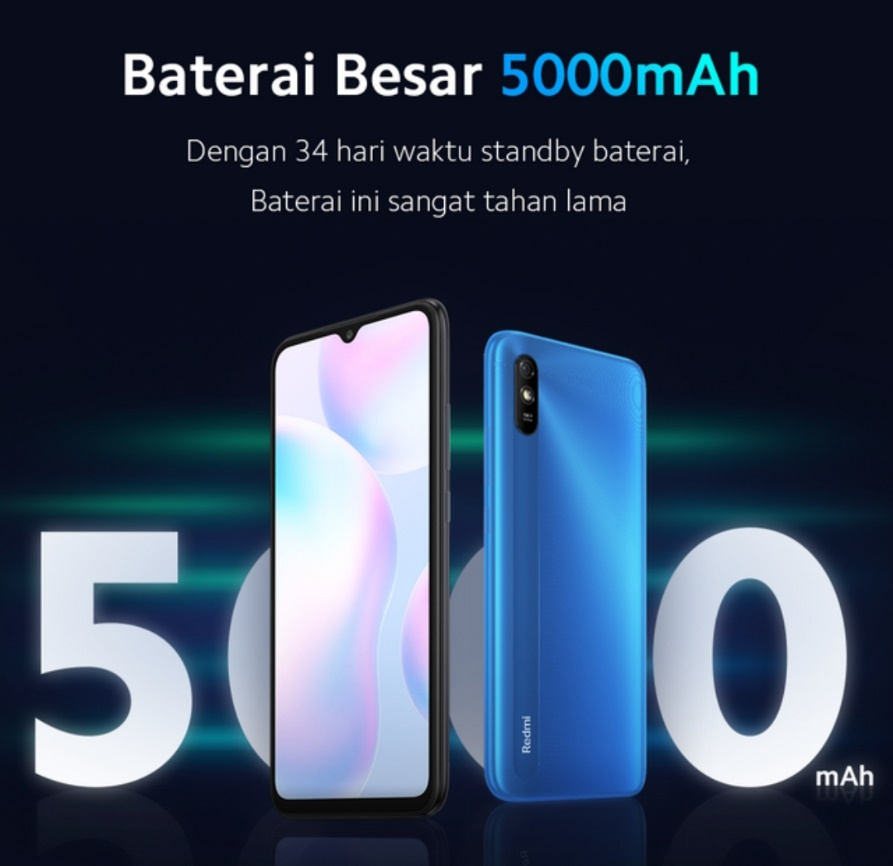 Baterai Besar 5000mAh
Dengan 34 hari waktu standby baterai,
Baterai ini sangat tahan lama
5000
mAh
Redmi